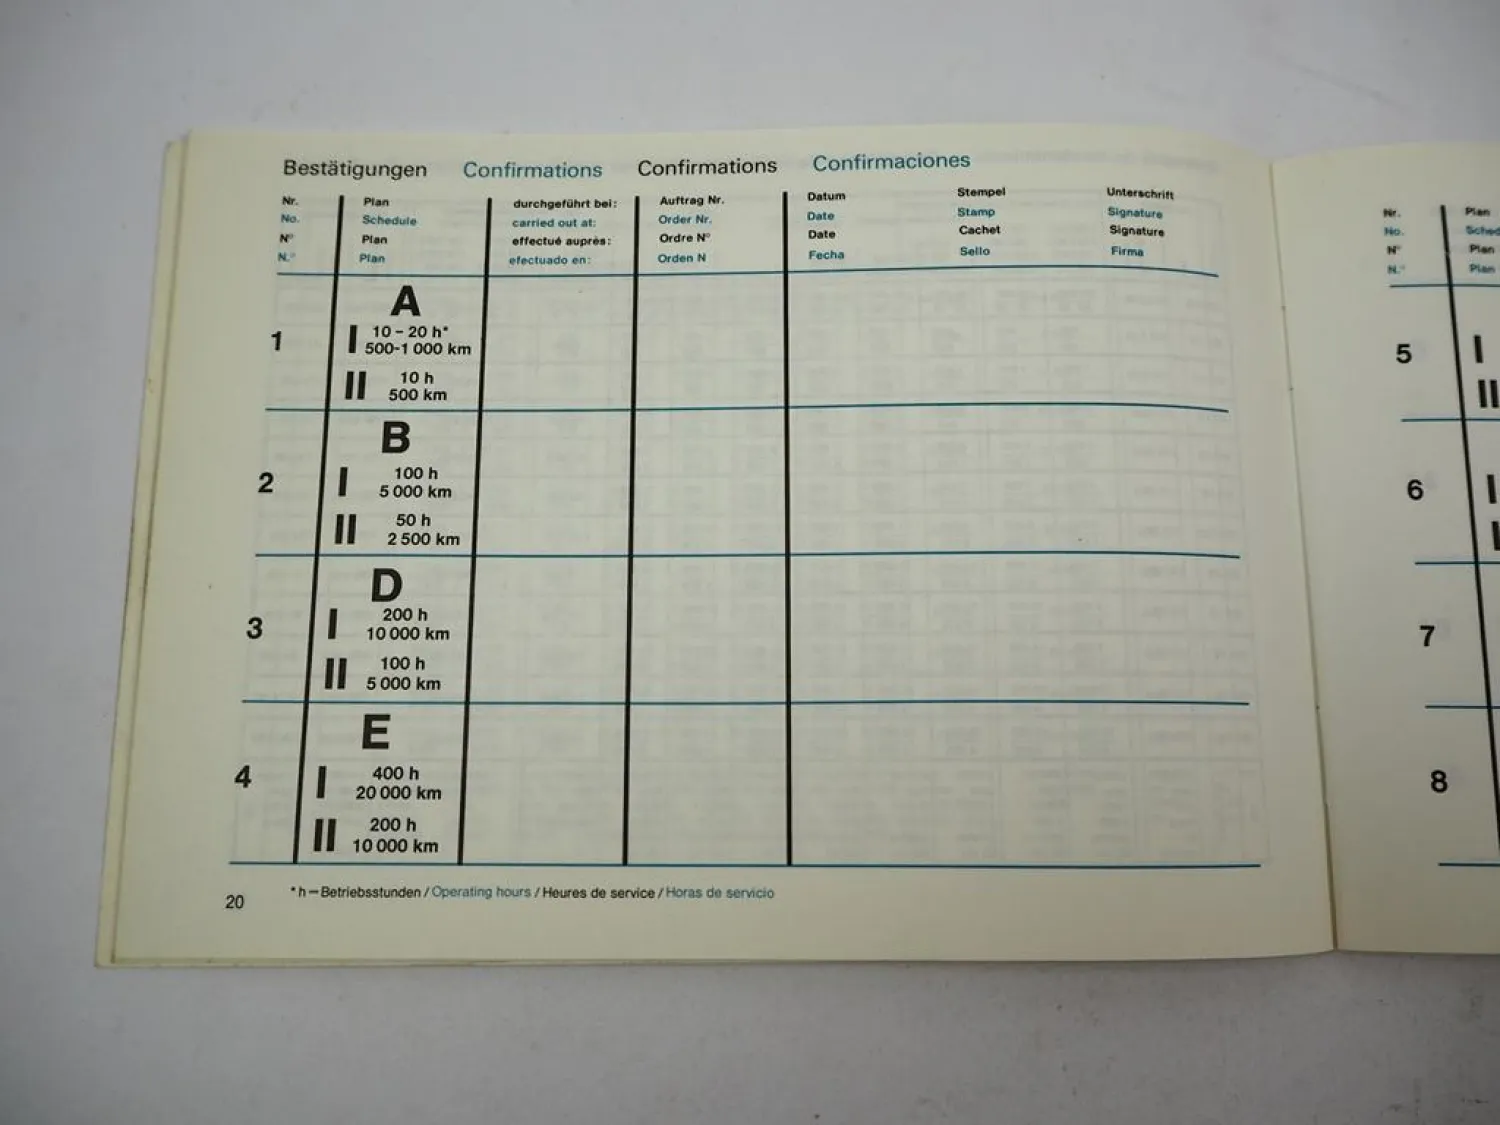 Bestätigungen Confirmations Confirmations Confirmaciones
Nr. Plan durchgeführt bei: Auftrag Nr. Datum Stempel Unterschrift
No. Schedule carried out at: Order Nr. Date Stamp Signature
N° Plan effectué auprès: Ordre N° Date Cachet Signature
N.° Plan efectuado en: Orden N Fecha Sello Firma
1 A
I 10 – 20 h*
500-1 000 km
II 10 h
500 km
2 B
I 100 h
5 000 km
II 50 h
2 500 km
3 D
I 200 h
10 000 km
II 100 h
5 000 km
4 E
I 400 h
20 000 km
II 200 h
10 000 km
* h = Betriebsstunden / Operating hours / Heures de service / Horas de servicio
20
Nr. Plan
No. Sched
N° Plan
N.° Plan
5 I
II
6 I
7
8